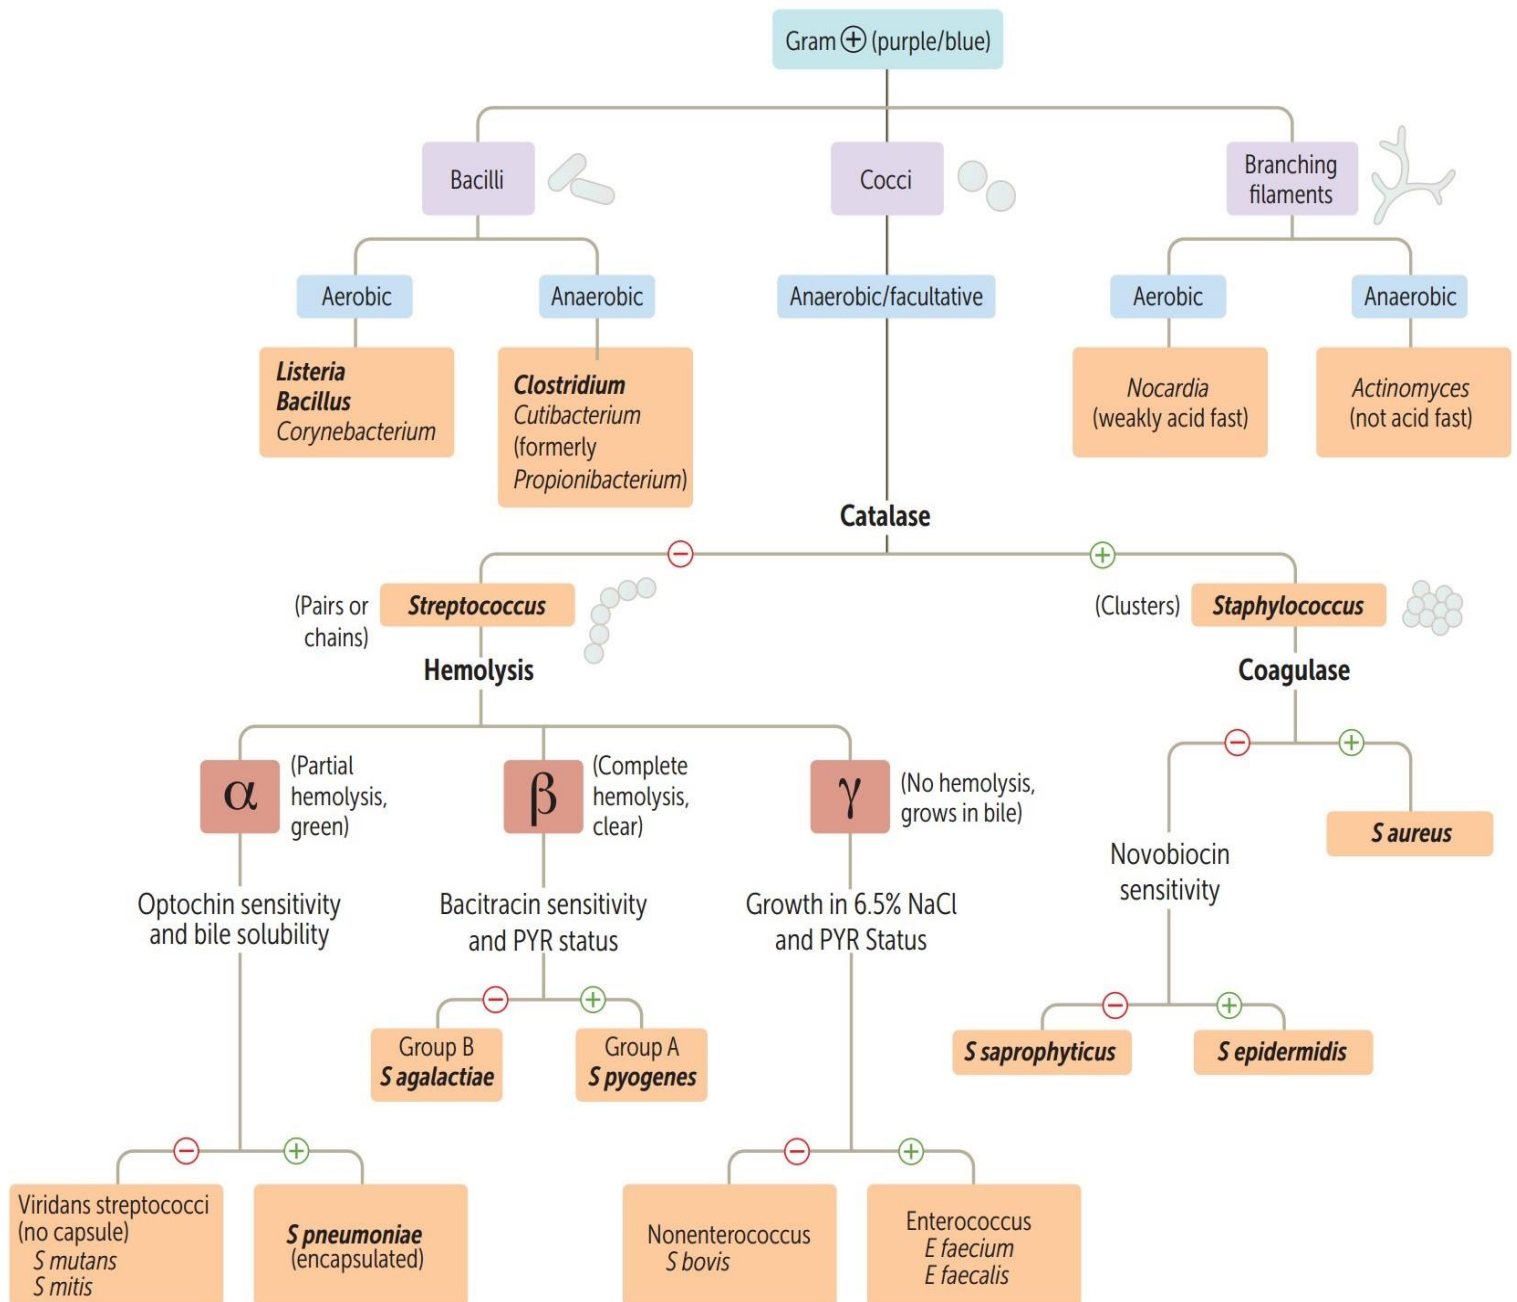 Gram ⊕ (purple/blue)
Bacilli
Cocci
Branching
filaments
Aerobic
Anaerobic
Anaerobic/facultative
Aerobic
Anaerobic
Listeria
Bacillus
Corynebacterium
Clostridium
Cutibacterium
(formerly
Propionibacterium)
Nocardia
(weakly acid fast)
Actinomyces
(not acid fast)
Catalase
−
+
(Pairs or
chains)
Streptococcus
(Clusters)
Staphylococcus
Hemolysis
Coagulase
−
+
α
(Partial
hemolysis,
green)
β
(Complete
hemolysis,
clear)
γ
(No hemolysis,
grows in bile)
S aureus
Novobiocin
sensitivity
Optochin sensitivity
and bile solubility
Bacitracin sensitivity
and PYR status
Growth in 6.5% NaCl
and PYR Status
−
+
−
+
Group B
S agalactiae
Group A
S pyogenes
S saprophyticus
S epidermidis
−
+
−
+
Viridans streptococci
(no capsule)
S mutans
S mitis
S pneumoniae
(encapsulated)
Nonenterococcus
S bovis
Enterococcus
E faecium
E faecalis